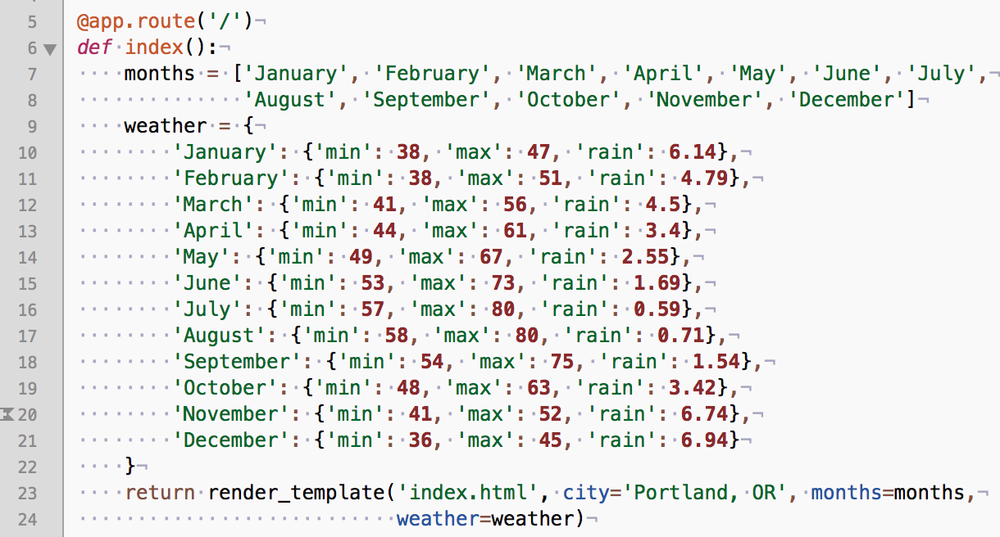 5 @app.route('/')¬
6 def index():¬
7     months = ['January', 'February', 'March', 'April', 'May', 'June', 'July',¬
8              'August', 'September', 'October', 'November', 'December']¬
9     weather = {¬
10         'January': {'min': 38, 'max': 47, 'rain': 6.14},¬
11         'February': {'min': 38, 'max': 51, 'rain': 4.79},¬
12         'March': {'min': 41, 'max': 56, 'rain': 4.5},¬
13         'April': {'min': 44, 'max': 61, 'rain': 3.4},¬
14         'May': {'min': 49, 'max': 67, 'rain': 2.55},¬
15         'June': {'min': 53, 'max': 73, 'rain': 1.69},¬
16         'July': {'min': 57, 'max': 80, 'rain': 0.59},¬
17         'August': {'min': 58, 'max': 80, 'rain': 0.71},¬
18         'September': {'min': 54, 'max': 75, 'rain': 1.54},¬
19         'October': {'min': 48, 'max': 63, 'rain': 3.42},¬
20         'November': {'min': 41, 'max': 52, 'rain': 6.74},¬
21         'December': {'min': 36, 'max': 45, 'rain': 6.94}¬
22     }¬
23     return render_template('index.html', city='Portland, OR', months=months,¬
24                            weather=weather)¬